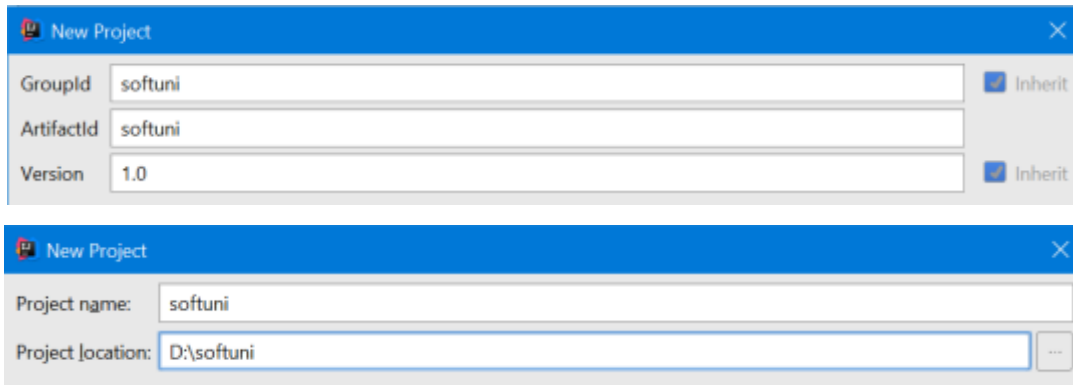 New Project
GroupId softuni Inherit
ArtifactId softuni
Version 1.0 Inherit
New Project
Project name: softuni
Project location: D:\softuni ...